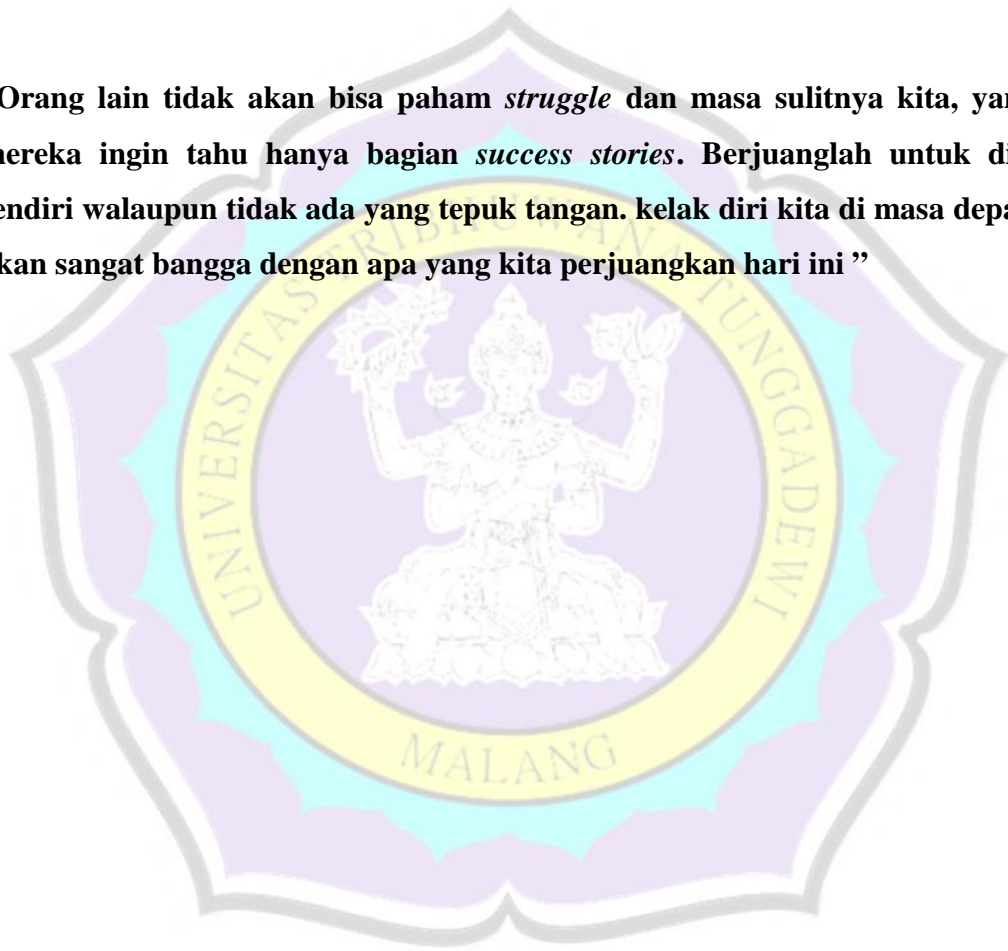 Orang lain tidak akan bisa paham struggle dan masa sulitnya kita, yan
ereka ingin tahu hanya bagian success stories. Berjuanglah untuk di
endiri walaupun tidak ada yang tepuk tangan. kelak diri kita di masa depa
kan sangat bangga dengan apa yang kita perjuangkan hari ini ”
UNIVERSITAS TRIBHUWANA TUNGGADEWI
MALANG